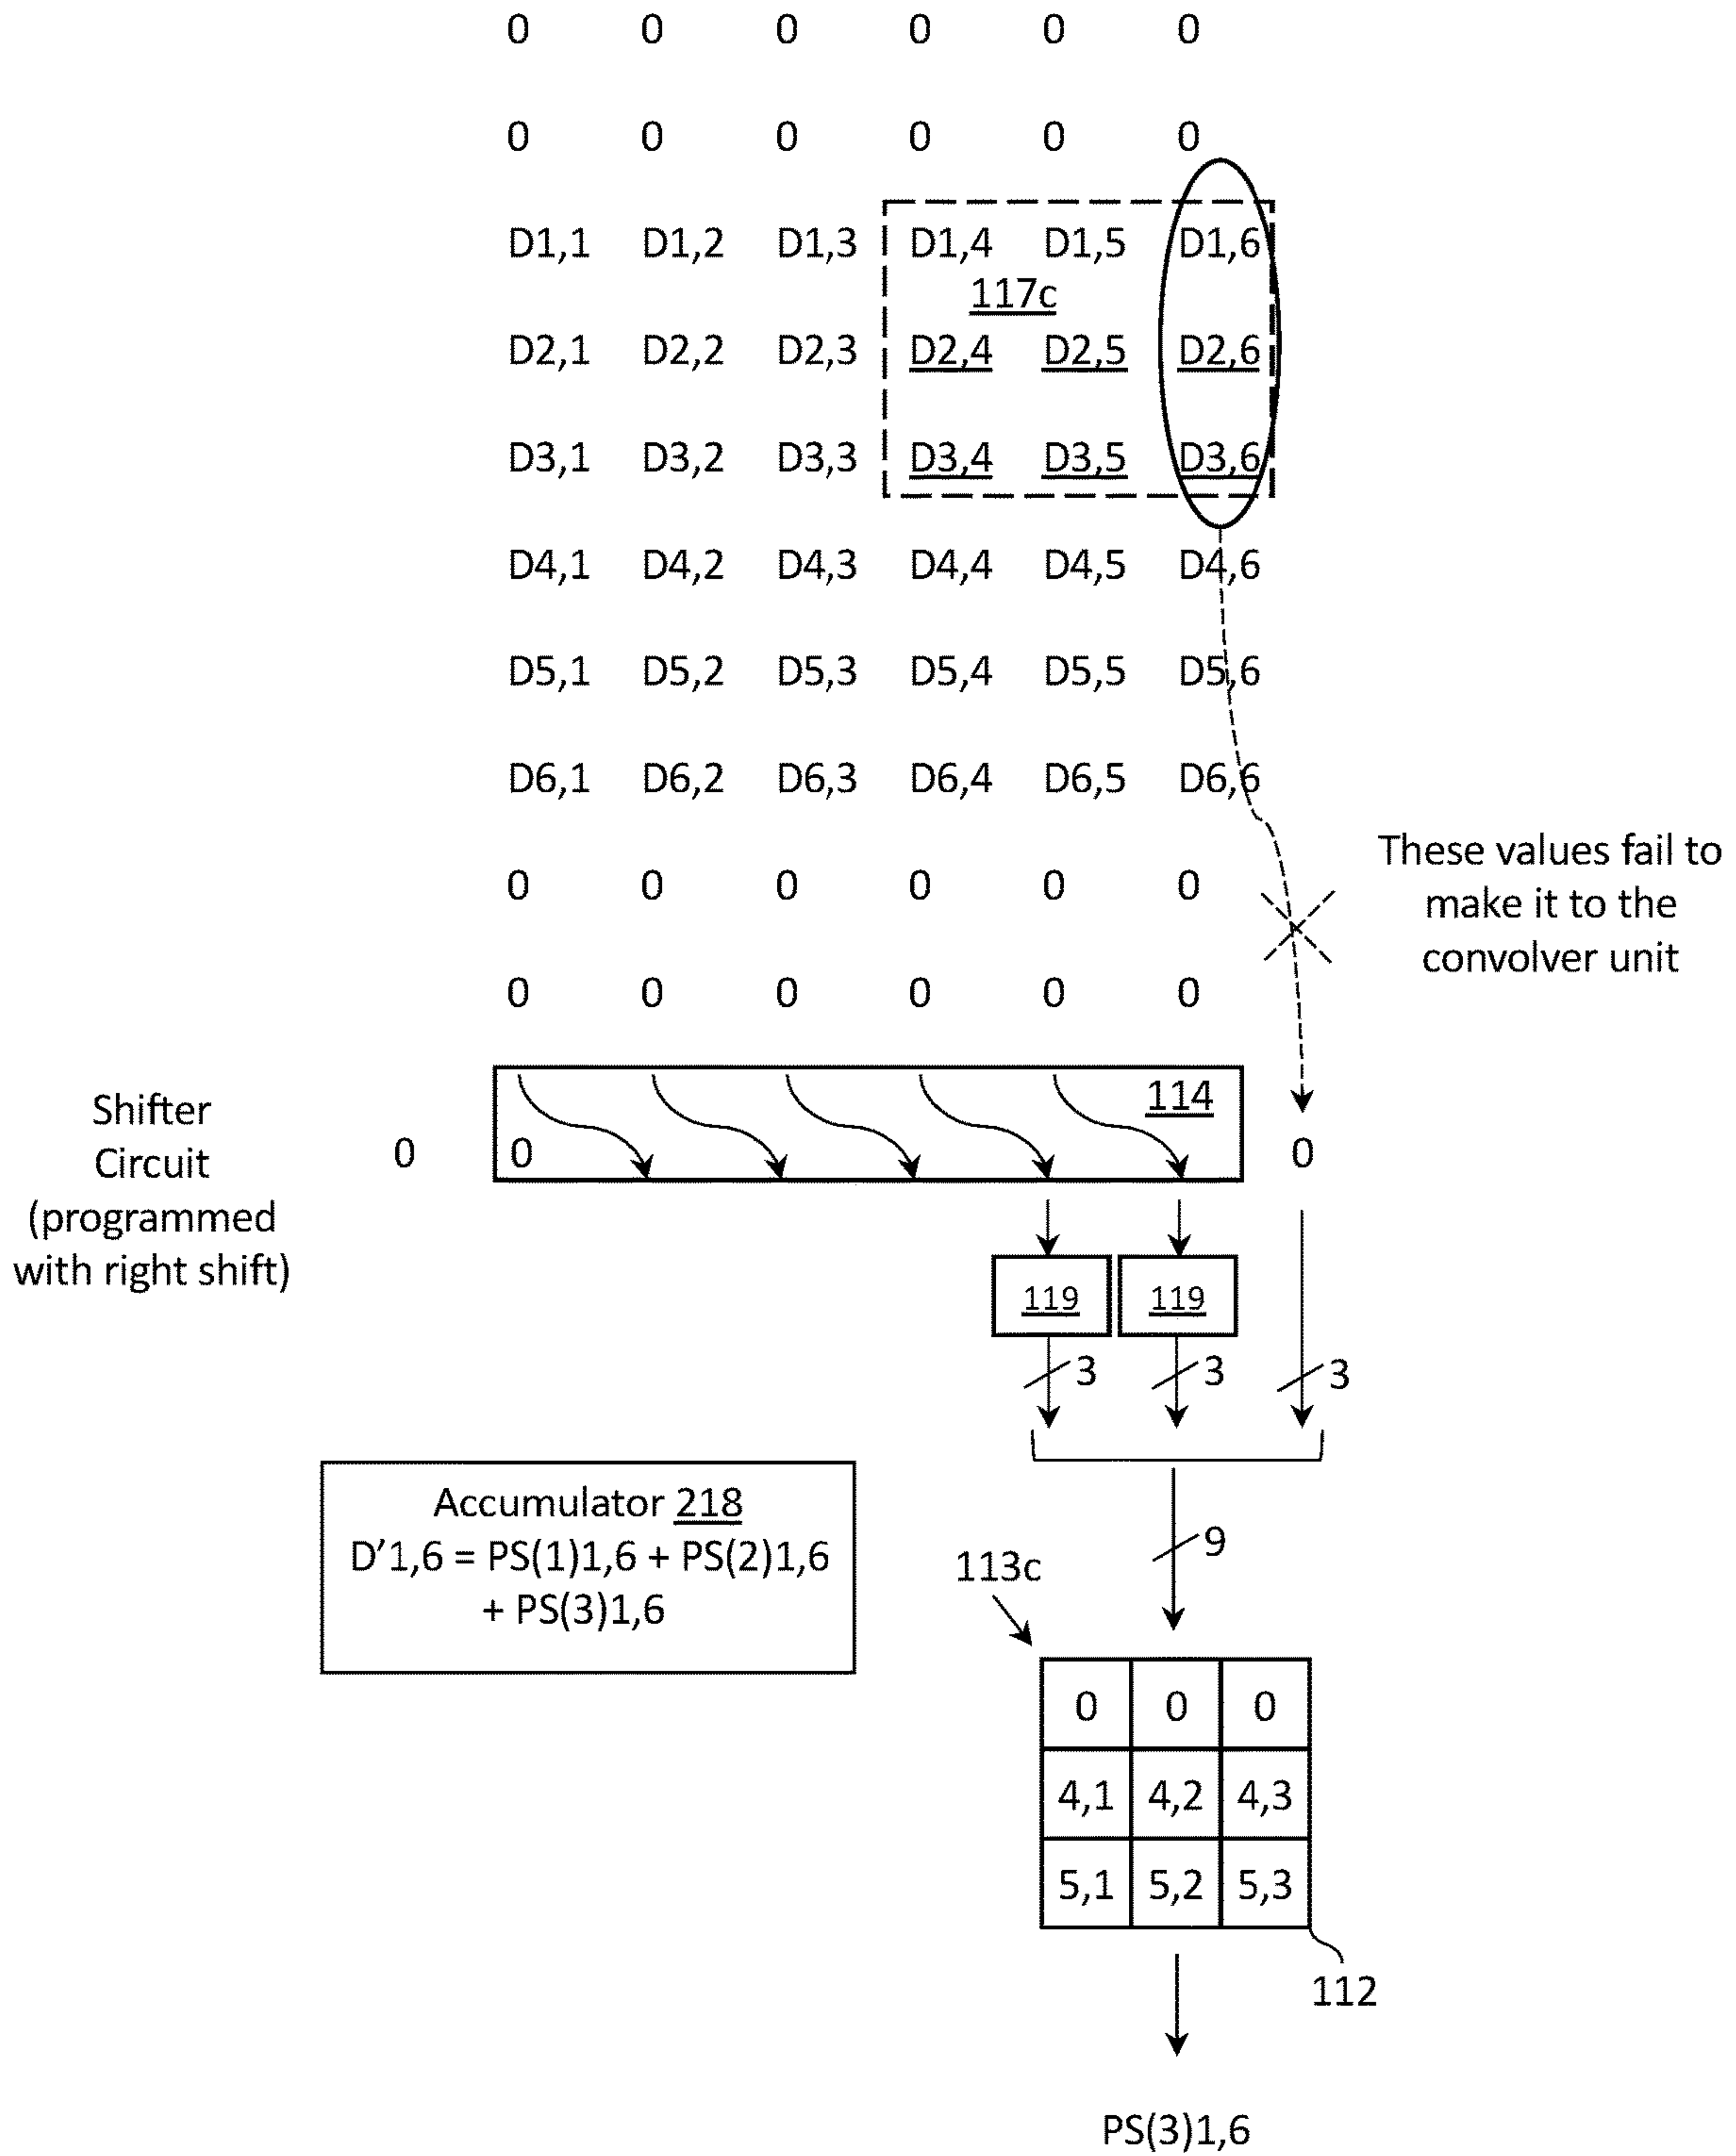 0 0 0 0 0 0
0 0 0 0 0 0
D1,1 D1,2 D1,3 D1,4 D1,5 D1,6
117c
D2,1 D2,2 D2,3 D2,4 D2,5 D2,6
D3,1 D3,2 D3,3 D3,4 D3,5 D3,6
D4,1 D4,2 D4,3 D4,4 D4,5 D4,6
D5,1 D5,2 D5,3 D5,4 D5,5 D5,6
D6,1 D6,2 D6,3 D6,4 D6,5 D6,6
0 0 0 0 0 0
0 0 0 0 0 0
These values fail to
make it to the
convolver unit
Shifter
Circuit
(programmed
with right shift)
114
0 0 0
119 119
3 3 3
9
Accumulator 218
D'1,6 = PS(1)1,6 + PS(2)1,6
+ PS(3)1,6
113c
0 0 0
4,1 4,2 4,3
5,1 5,2 5,3
112
PS(3)1,6